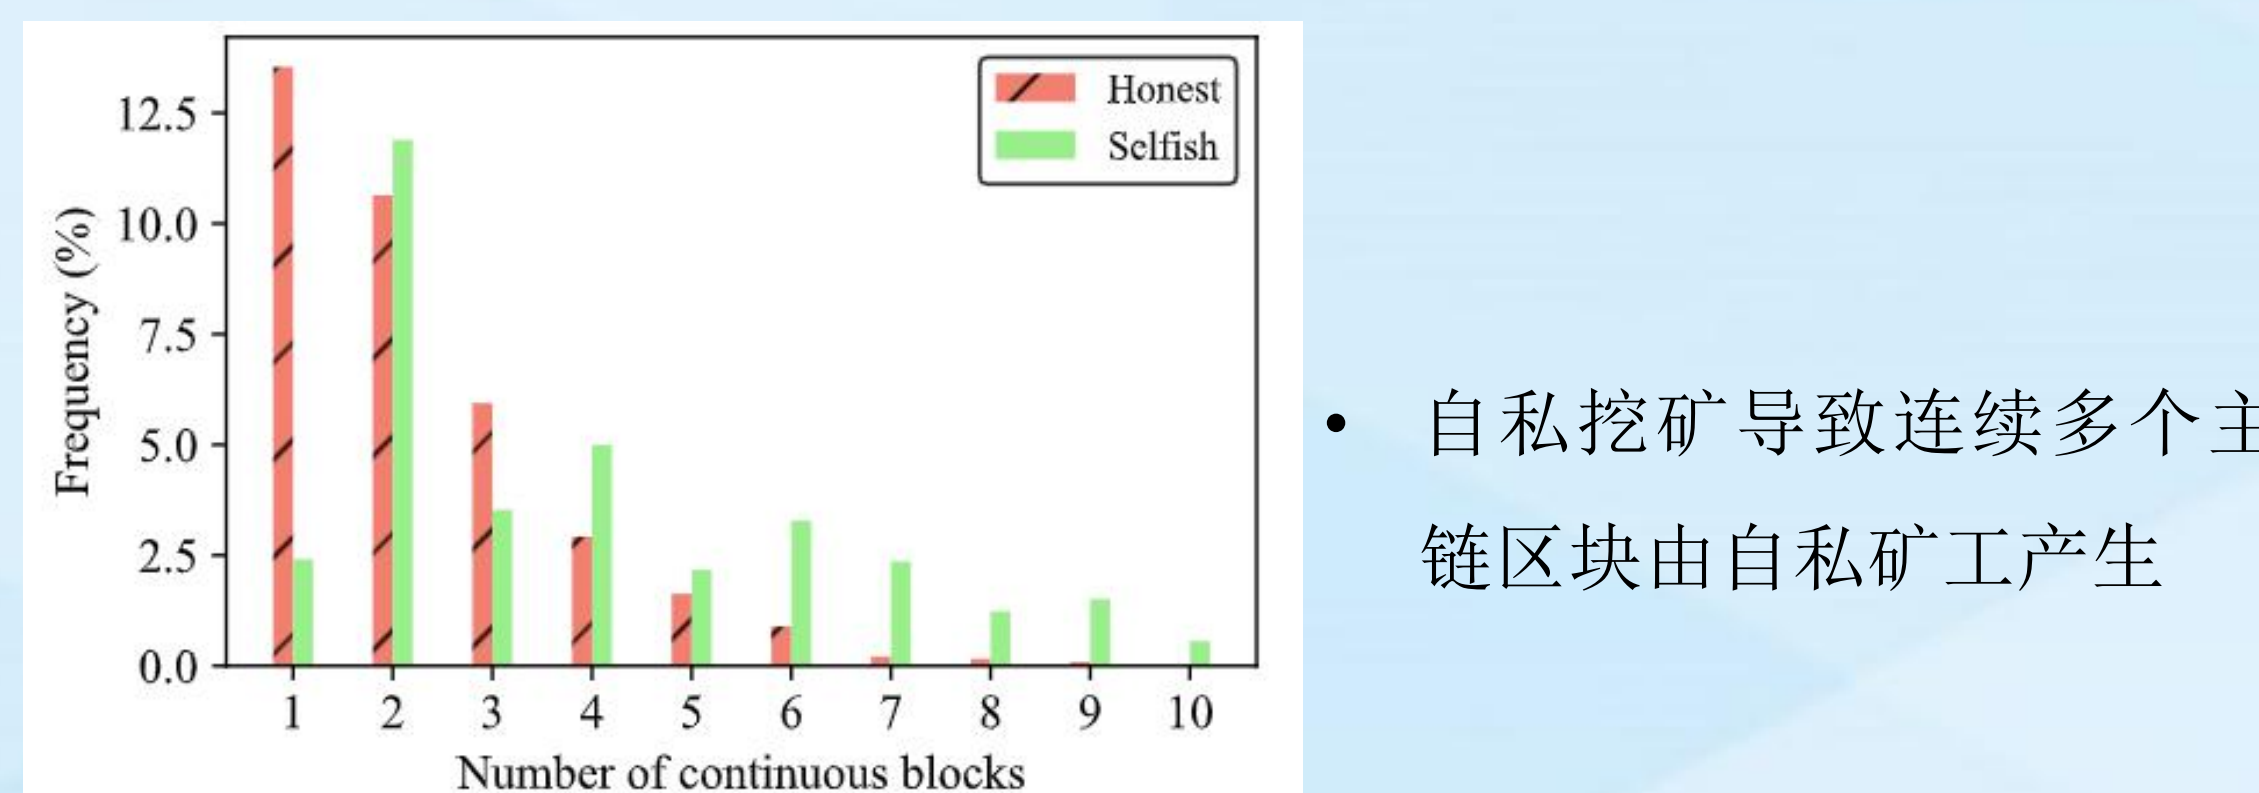 Honest
Selfish
12.5
10.0
7.5
5.0
2.5
0.0
Frequency (%)
1 2 3 4 5 6 7 8 9 10
Number of continuous blocks
• 自私挖矿导致连续多个主
链区块由自私矿工产生